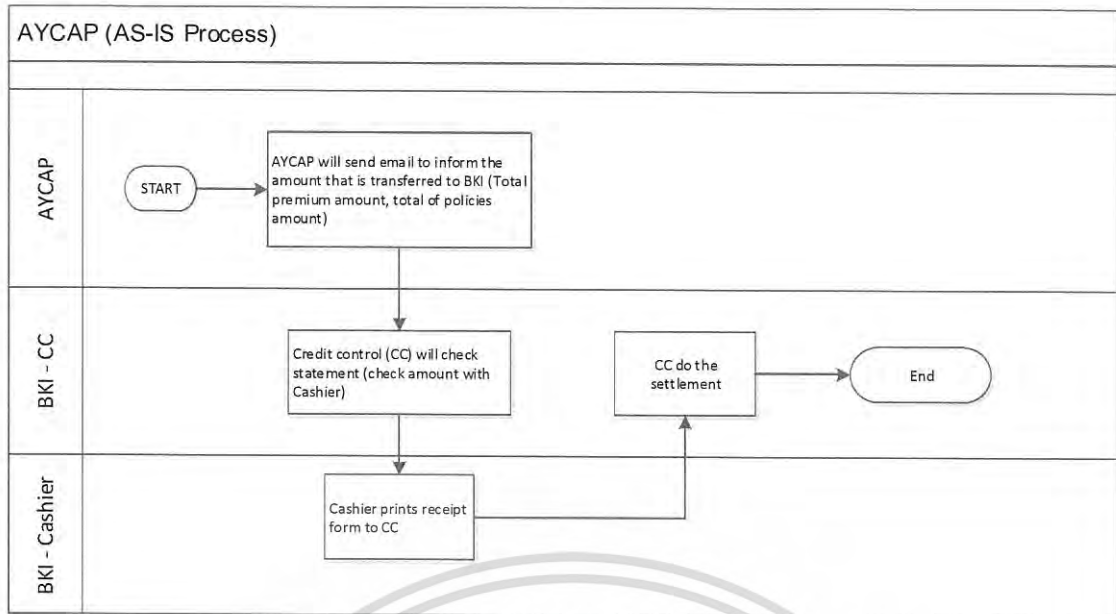 AYCAP (AS-IS Process)
AYCAP
START
AYCAP will send email to inform the
amount that is transferred to BKI (Total
premium amount, total of policies
amount)
BKI - CC
Credit control (CC) will check
statement (check amount with
Cashier)
CC do the
settlement
End
BKI - Cashier
Cashier prints receipt
form to CC